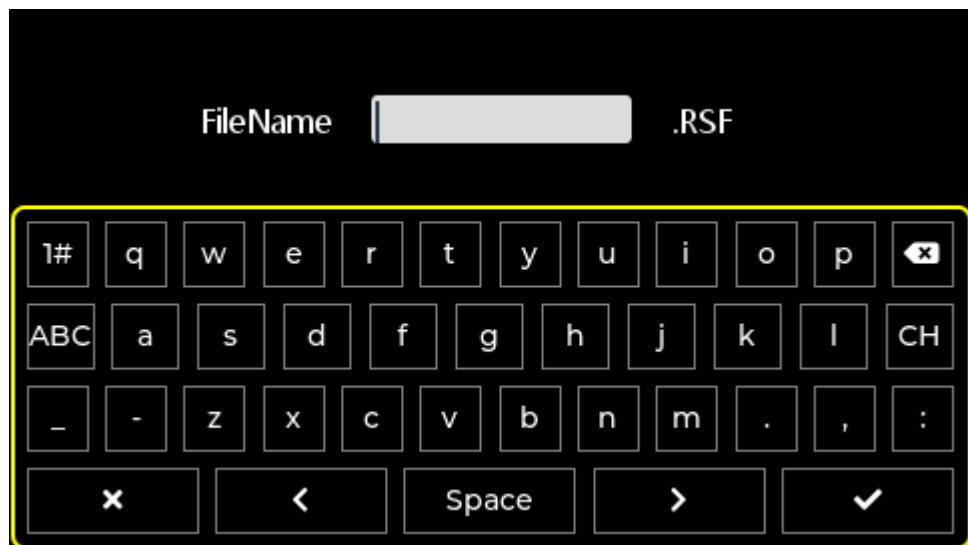 FileName .RSF
1# q w e r t y u i o p
ABC a s d f g h j k l CH
_ - z x c v b n m . , :
Space